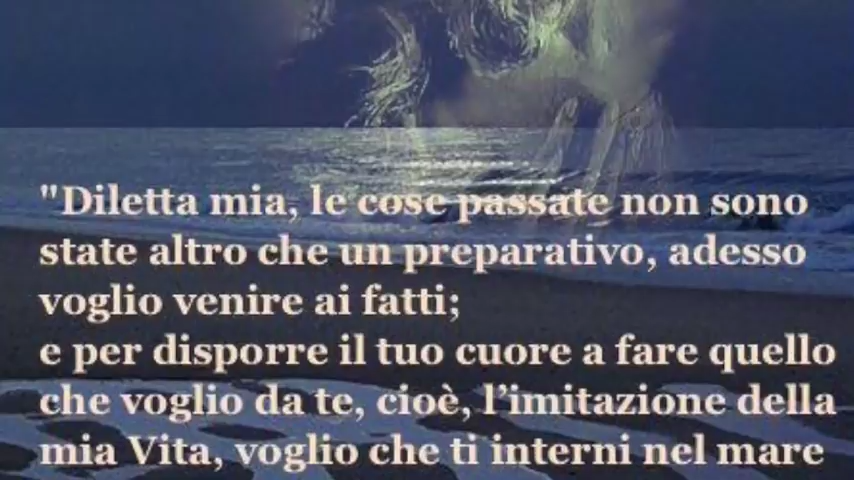 "Diletta mia, le cose passate non sono
state altro che un preparativo, adesso
voglio venire ai fatti;
e per disporre il tuo cuore a fare quello
che voglio da te, cioè, l’imitazione della
mia Vita, voglio che ti interni nel mare